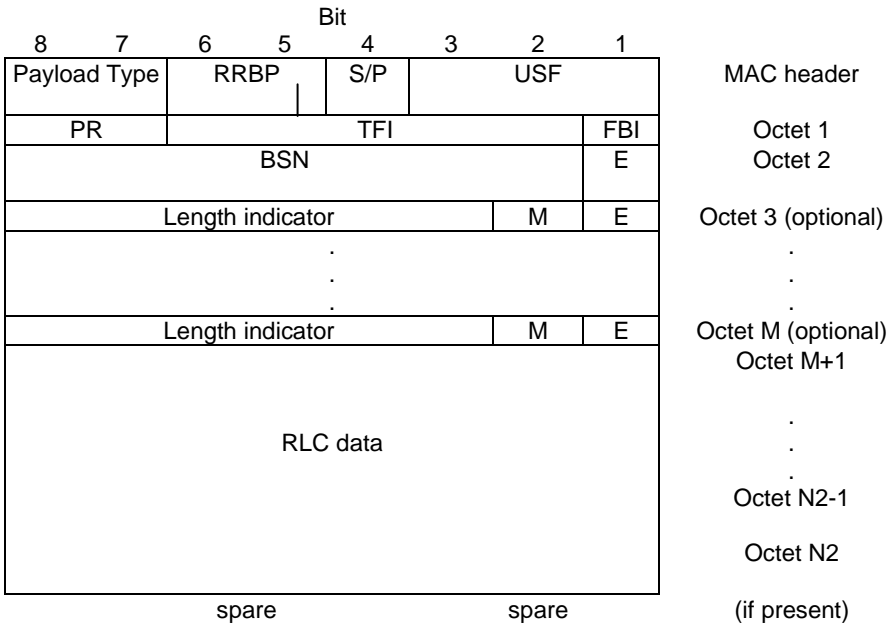 Bit
8 7 6 5 4 3 2 1
Payload Type RRBP S/P USF MAC header
PR TFI FBI Octet 1
BSN E Octet 2
Length indicator M E Octet 3 (optional)
. .
. .
. .
Length indicator M E Octet M (optional)
Octet M+1
.
RLC data .
.
Octet N2-1
Octet N2
spare spare (if present)